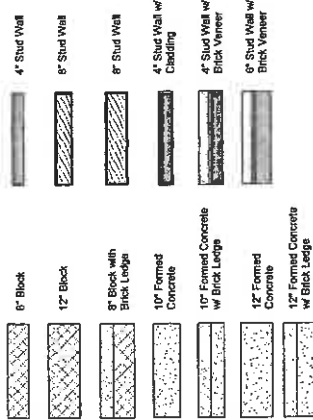 8" Block
12" Block
8" Block with
Brick Ledge
10" Formed
Concrete
10" Formed Concrete
w/ Brick Ledge
12" Formed
Concrete
12" Formed Concrete
w/ Brick Ledge
4" Stud Wall
6" Stud Wall
8" Stud Wall
4" Stud Wall w/
Cladding
4" Stud Wall w/
Brick Veneer
6" Stud Wall w/
Brick Veneer